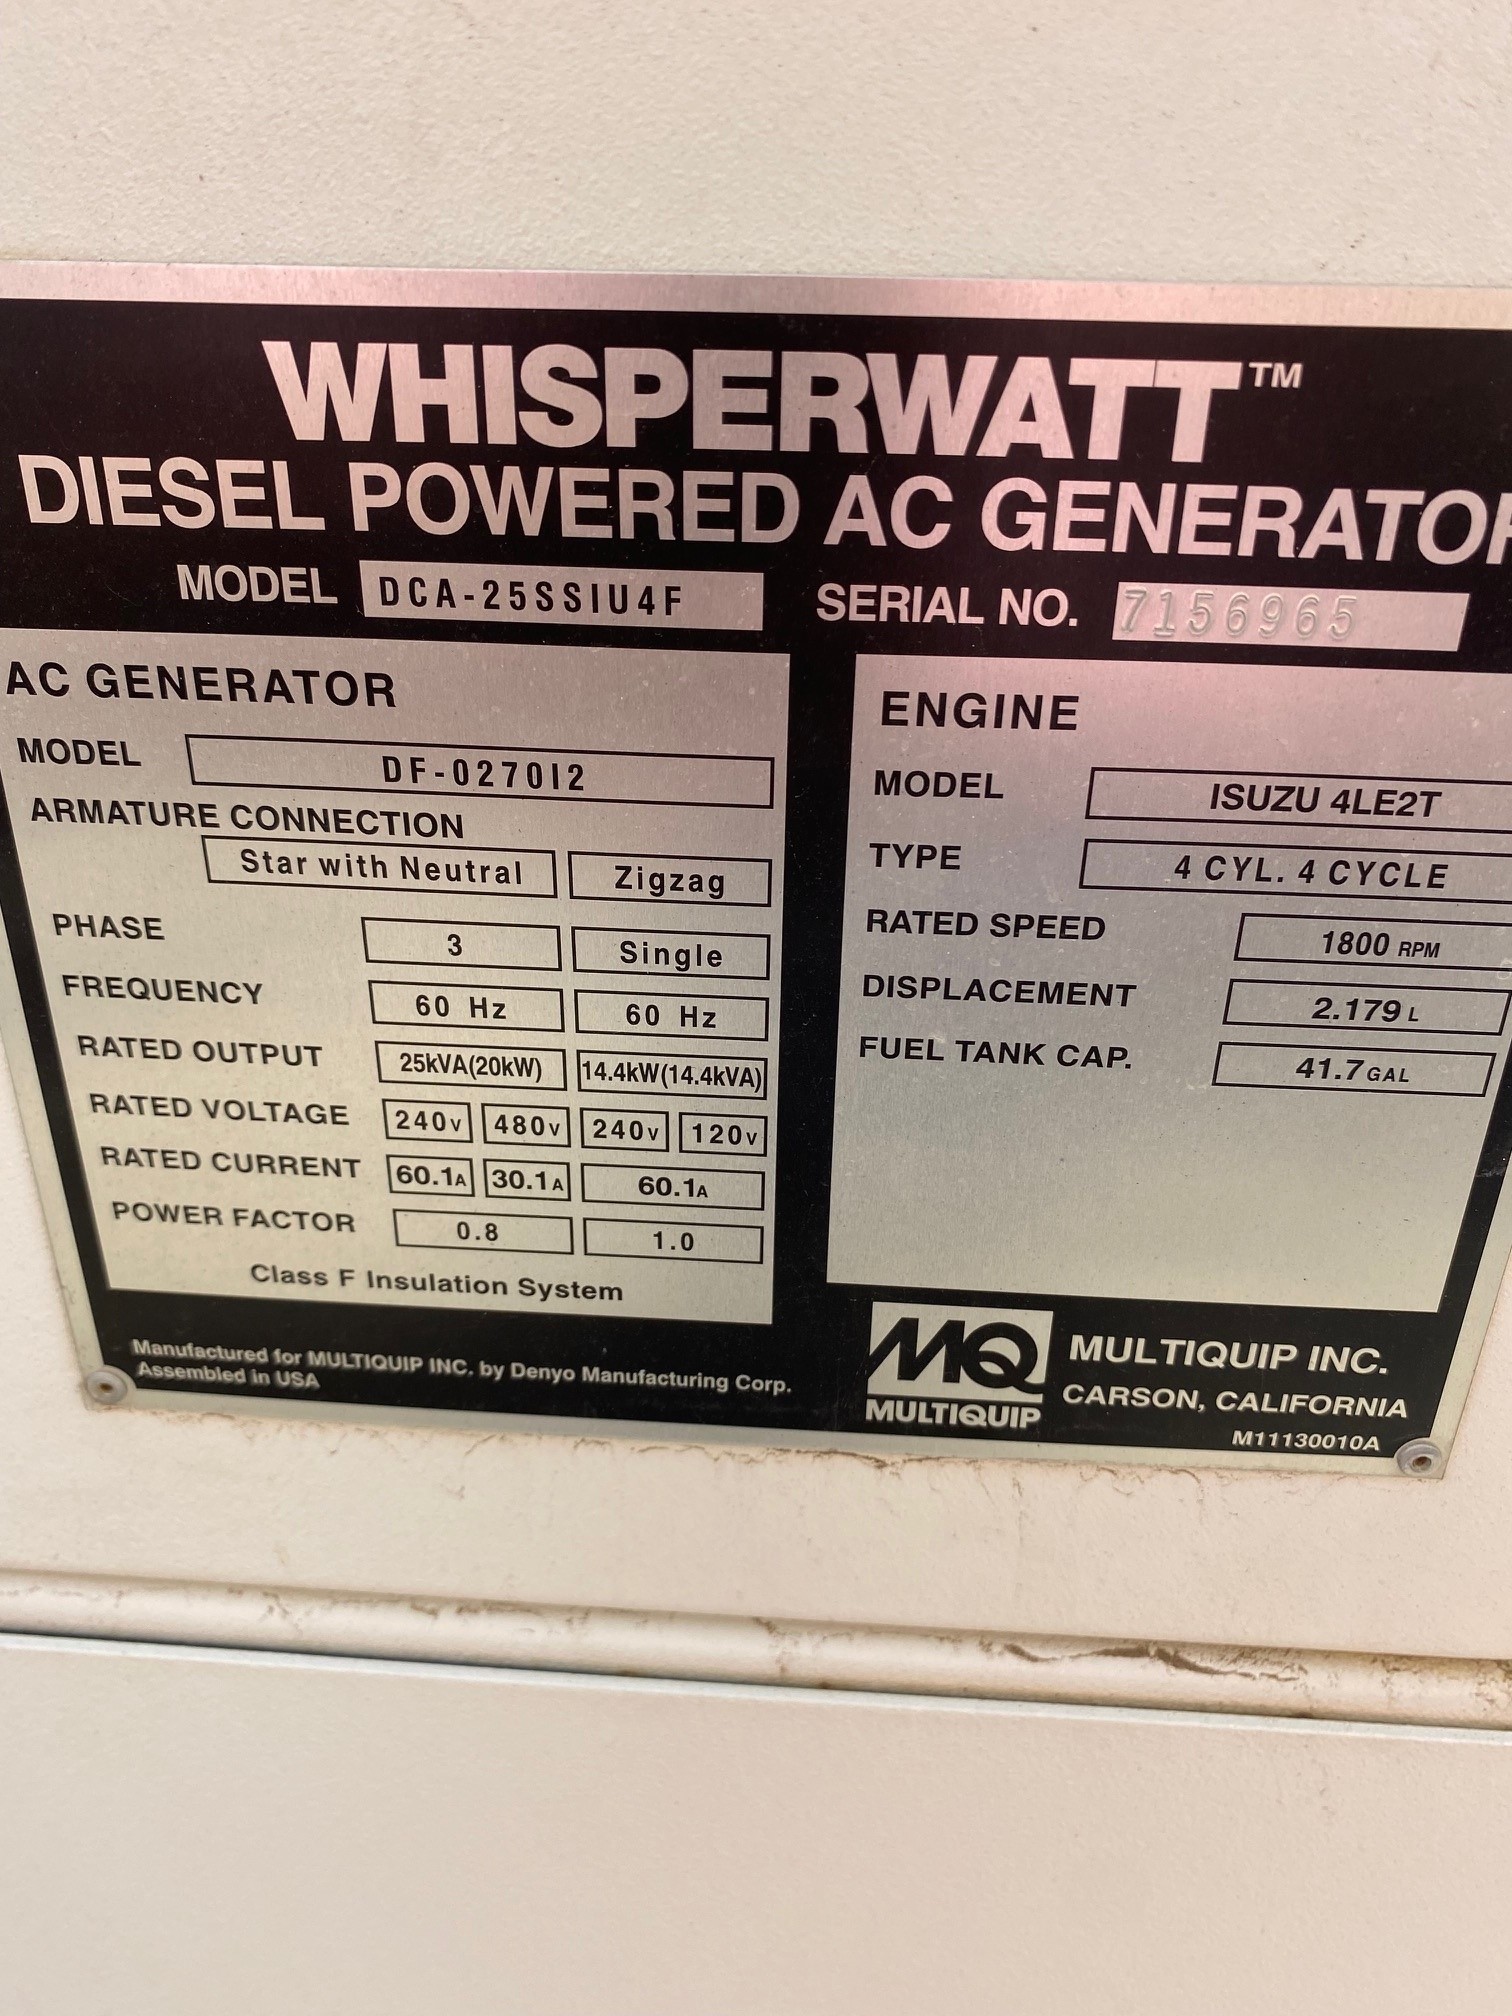 WHISPERWATT™
DIESEL POWERED AC GENERATOR
MODEL DCA-25SSIU4F SERIAL NO. 7156965
AC GENERATOR
MODEL DF-0270I2
ARMATURE CONNECTION
Star with Neutral Zigzag
PHASE 3 Single
FREQUENCY 60 Hz 60 Hz
RATED OUTPUT 25kVA(20kW) 14.4kW(14.4kVA)
RATED VOLTAGE 240V 480V 240V 120V
RATED CURRENT 60.1A 30.1A 60.1A
POWER FACTOR 0.8 1.0
Class F Insulation System
Manufactured for MULTIQUIP INC. by Denyo Manufacturing Corp.
Assembled in USA
ENGINE
MODEL ISUZU 4LE2T
TYPE 4 CYL. 4 CYCLE
RATED SPEED 1800 RPM
DISPLACEMENT 2.179 L
FUEL TANK CAP. 41.7 GAL
MQ
MULTIQUIP
MULTIQUIP INC.
CARSON, CALIFORNIA
M11130010A